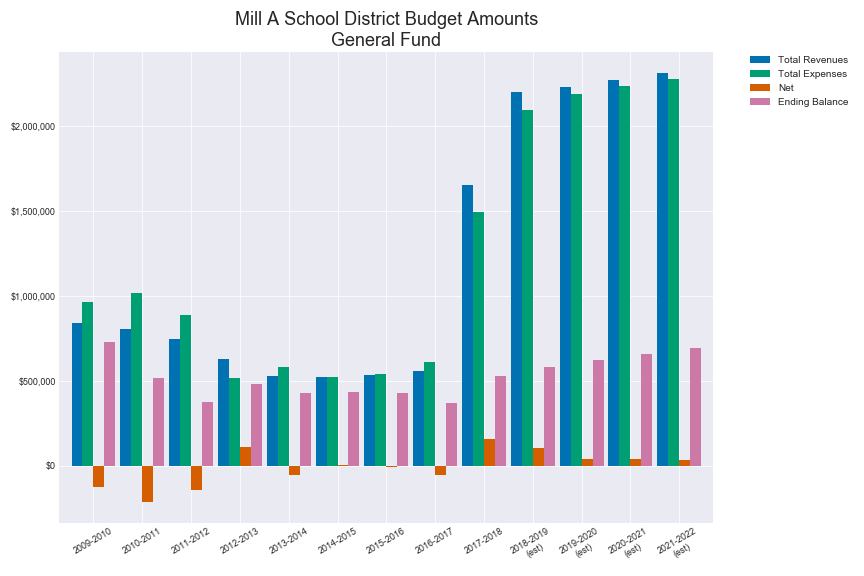 Mill A School District Budget Amounts
General Fund
Total Revenues
Total Expenses
Net
Ending Balance
$2,000,000
$1,500,000
$1,000,000
$500,000
$0
2009-2010
2010-2011
2011-2012
2012-2013
2013-2014
2014-2015
2015-2016
2016-2017
2017-2018
2018-2019
(est)
2019-2020
(est)
2020-2021
(est)
2021-2022
(est)